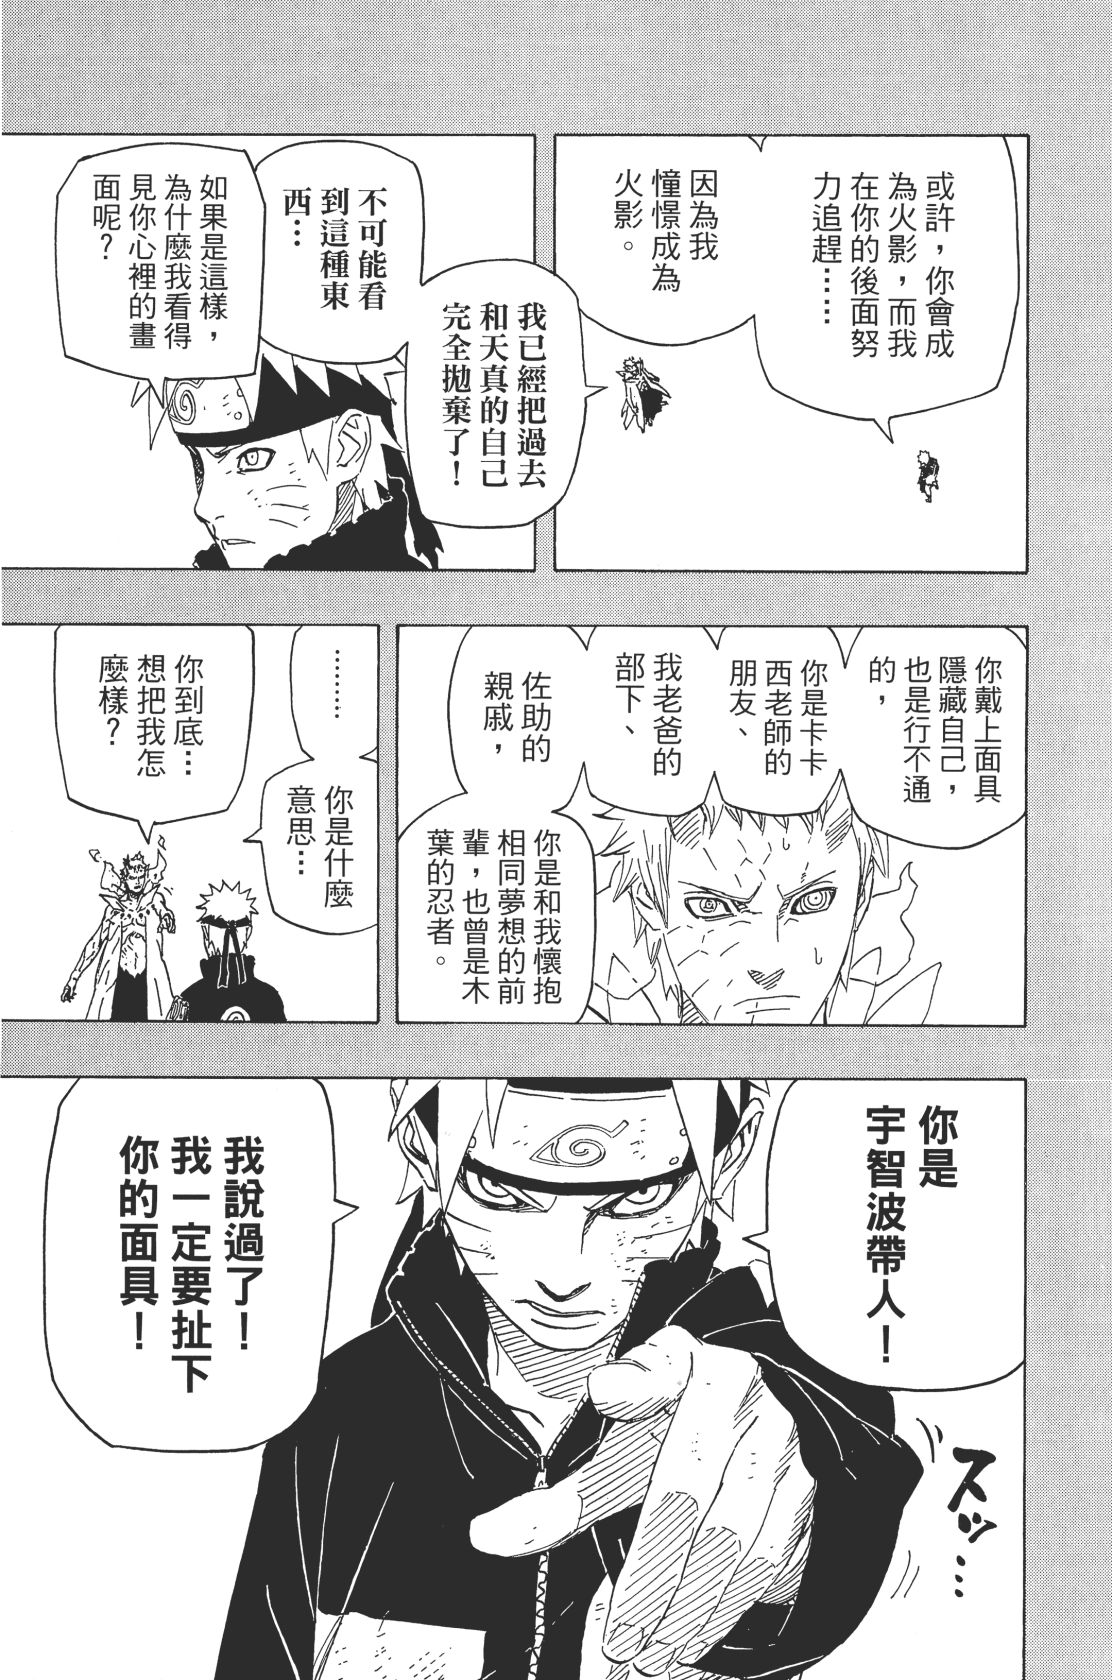 或許，你會成
為火影，而我
在你的後面努
力追趕……
因為我
憧憬成為
火影。
我已經把過去
和天真的自己
完全拋棄了！
不可能看
到這種東
西…
如果是這樣，
為什麼我看得
見你心裡的畫
面呢？
你戴上面具
隱藏自己，
也是行不通
的，
你是卡卡
西老師的
朋友、
我老爸的
部下、
佐助的
親戚，
你是和我懷抱
相同夢想的前
輩，也曾是木
葉的忍者。
………
你是什麼
意思…
你到底…
想把我怎
麼樣？
你是
宇智波帶人！
スッ…
我說過了！
我一定要扯下
你的面具！